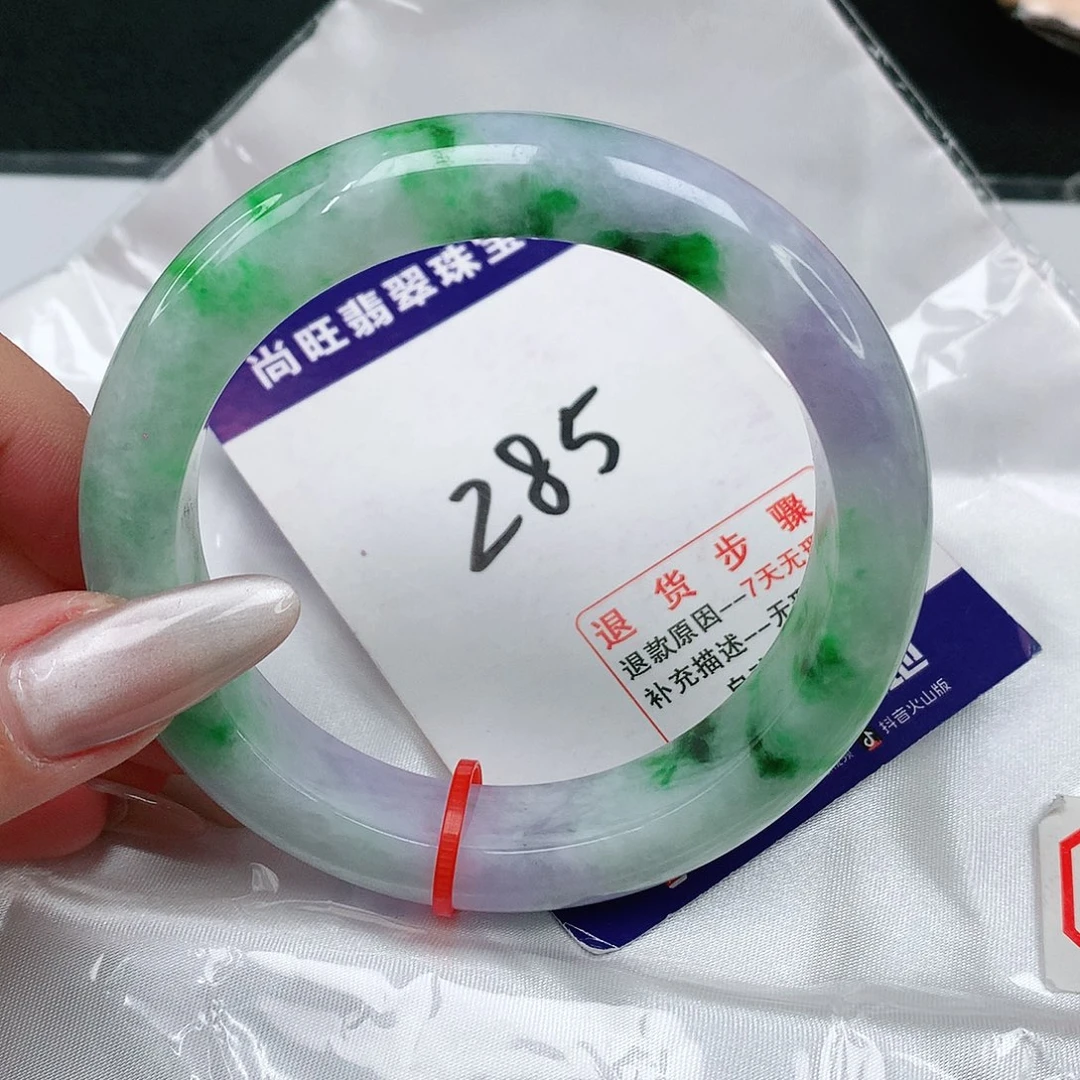 尚旺翡翠珠宝
285
退货步骤
退款原因--7天无理
补充描述--无
抖音火山版